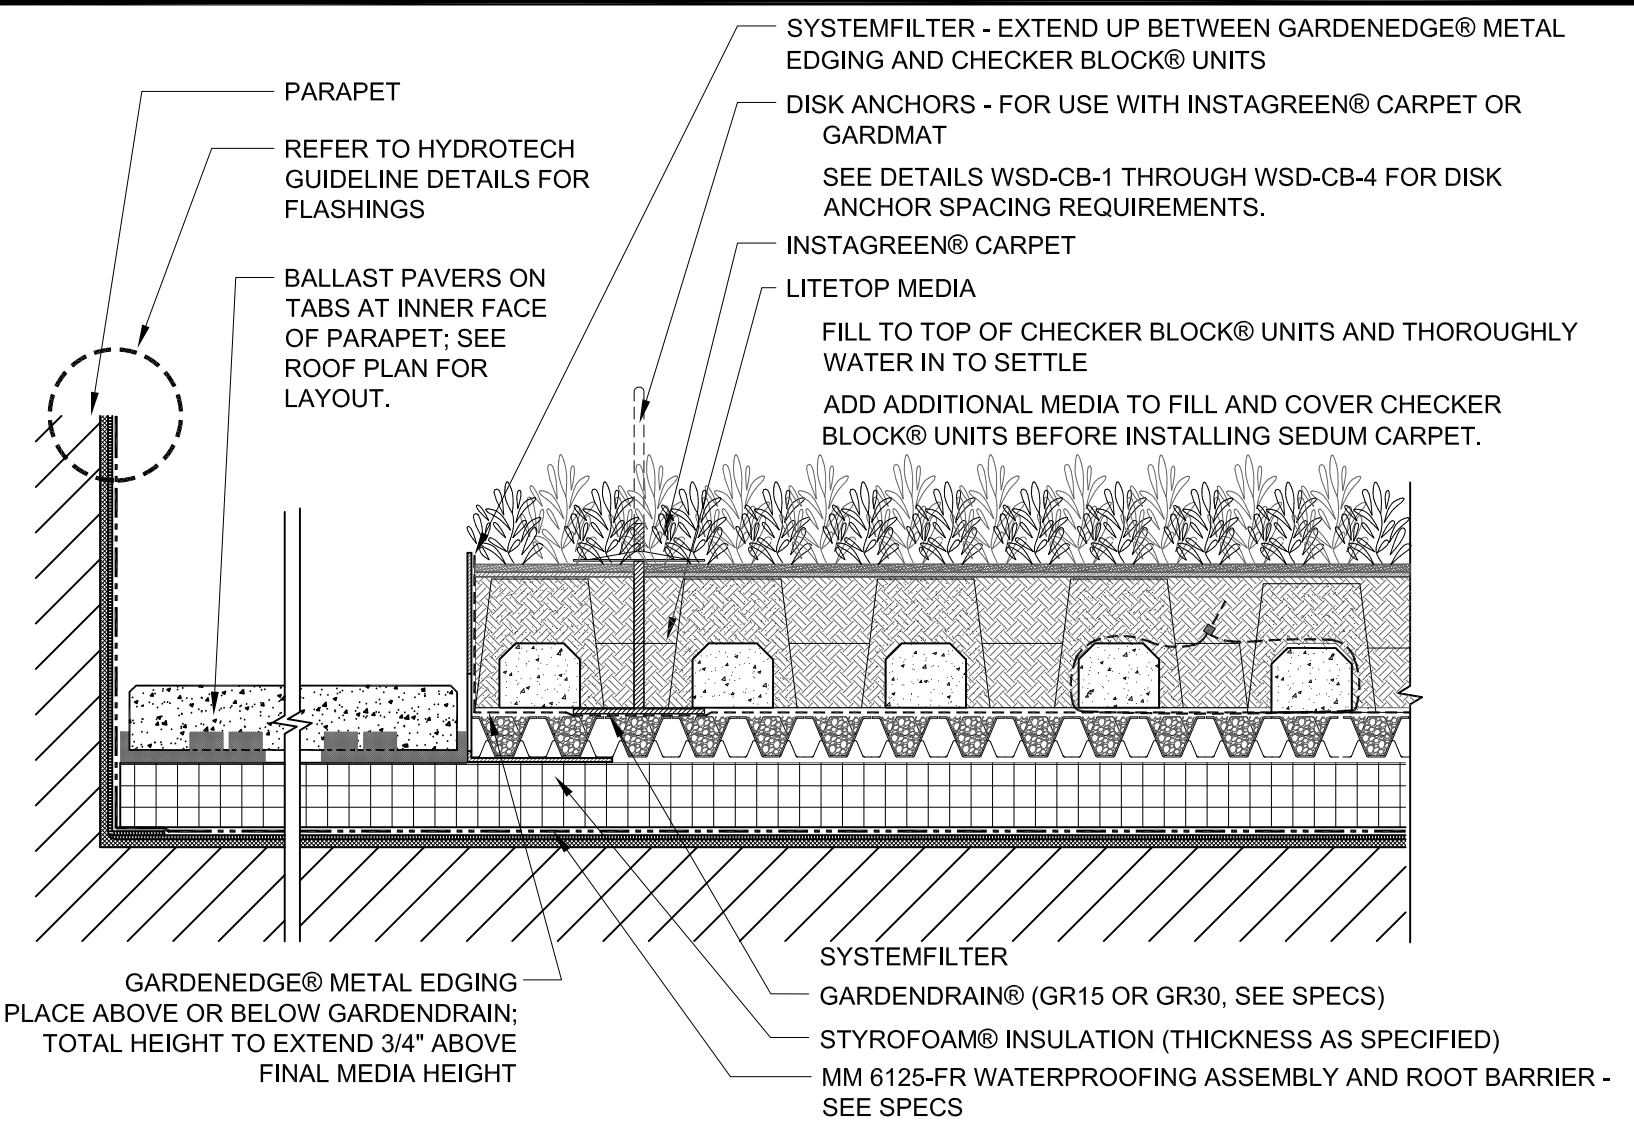 PARAPET
REFER TO HYDROTECH
GUIDELINE DETAILS FOR
FLASHINGS
BALLAST PAVERS ON
TABS AT INNER FACE
OF PARAPET; SEE
ROOF PLAN FOR
LAYOUT.
SYSTEMFILTER - EXTEND UP BETWEEN GARDENEDGE® METAL
EDGING AND CHECKER BLOCK® UNITS
DISK ANCHORS - FOR USE WITH INSTAGREEN® CARPET OR
GARDMAT
SEE DETAILS WSD-CB-1 THROUGH WSD-CB-4 FOR DISK
ANCHOR SPACING REQUIREMENTS.
INSTAGREEN® CARPET
LITETOP MEDIA
FILL TO TOP OF CHECKER BLOCK® UNITS AND THOROUGHLY
WATER IN TO SETTLE
ADD ADDITIONAL MEDIA TO FILL AND COVER CHECKER
BLOCK® UNITS BEFORE INSTALLING SEDUM CARPET.
GARDENEDGE® METAL EDGING
PLACE ABOVE OR BELOW GARDENDRAIN;
TOTAL HEIGHT TO EXTEND 3/4" ABOVE
FINAL MEDIA HEIGHT
SYSTEMFILTER
GARDENDRAIN® (GR15 OR GR30, SEE SPECS)
STYROFOAM® INSULATION (THICKNESS AS SPECIFIED)
MM 6125-FR WATERPROOFING ASSEMBLY AND ROOT BARRIER -
SEE SPECS